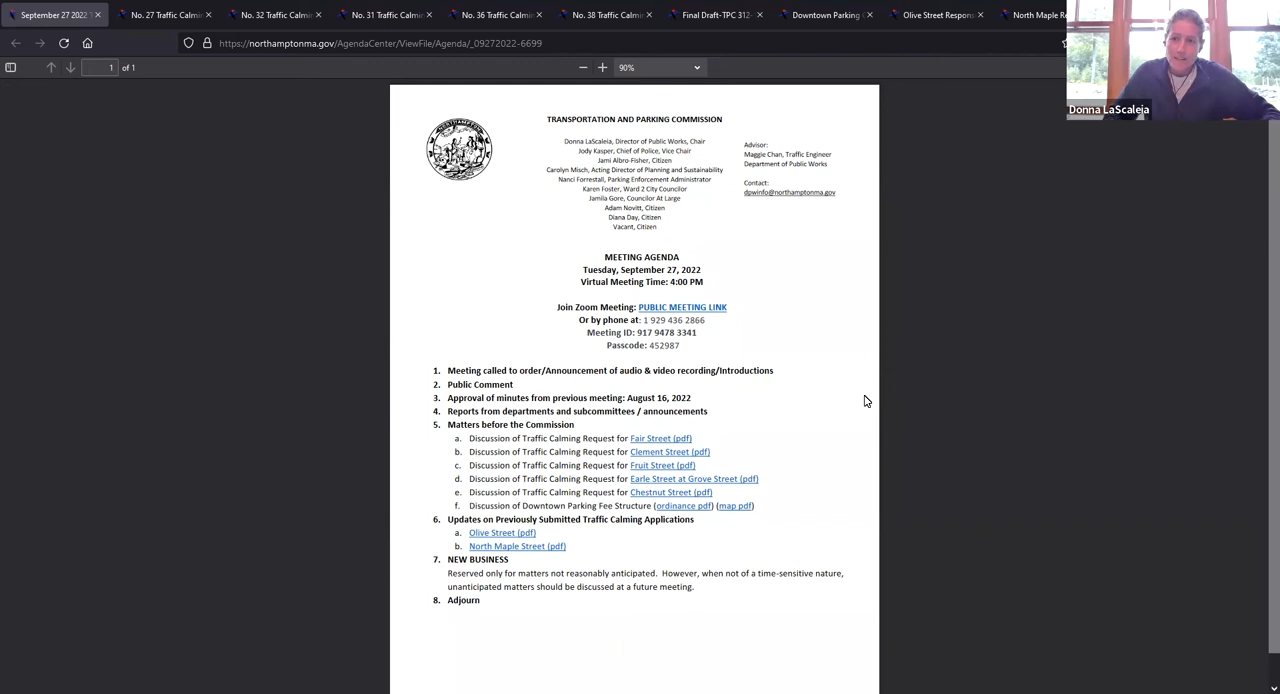 September 27 2022
No. 27 Traffic Calmin
No. 32 Traffic Calmin
No. 31 Traffic Calmin
No. 36 Traffic Calmin
No. 38 Traffic Calmin
Final Draft-TPC 312-
Downtown Parking
Olive Street Respons
North Maple Re
https://northamptonma.gov/AgendaCenter/ViewFile/Agenda/_09272022-6699
1 of 1
90%
Donna LaScaleia
TRANSPORTATION AND PARKING COMMISSION
Donna LaScaleia, Director of Public Works, Chair
Jody Kasper, Chief of Police, Vice Chair
Jami Albro-Fisher, Citizen
Carolyn Misch, Acting Director of Planning and Sustainability
Nanci Forrestall, Parking Enforcement Administrator
Karen Foster, Ward 2 City Councilor
Jamila Gore, Councilor At Large
Adam Novitt, Citizen
Diana Day, Citizen
Vacant, Citizen
Advisor:
Maggie Chan, Traffic Engineer
Department of Public Works
Contact:
dpwinfo@northamptonma.gov
MEETING AGENDA
Tuesday, September 27, 2022
Virtual Meeting Time: 4:00 PM
Join Zoom Meeting: PUBLIC MEETING LINK
Or by phone at: 1 929 436 2866
Meeting ID: 917 9478 3341
Passcode: 452987
1. Meeting called to order/Announcement of audio & video recording/Introductions
2. Public Comment
3. Approval of minutes from previous meeting: August 16, 2022
4. Reports from departments and subcommittees / announcements
5. Matters before the Commission
a. Discussion of Traffic Calming Request for Fair Street (pdf)
b. Discussion of Traffic Calming Request for Clement Street (pdf)
c. Discussion of Traffic Calming Request for Fruit Street (pdf)
d. Discussion of Traffic Calming Request for Earle Street at Grove Street (pdf)
e. Discussion of Traffic Calming Request for Chestnut Street (pdf)
f. Discussion of Downtown Parking Fee Structure (ordinance pdf) (map pdf)
6. Updates on Previously Submitted Traffic Calming Applications
a. Olive Street (pdf)
b. North Maple Street (pdf)
7. NEW BUSINESS
Reserved only for matters not reasonably anticipated. However, when not of a time-sensitive nature,
unanticipated matters should be discussed at a future meeting.
8. Adjourn